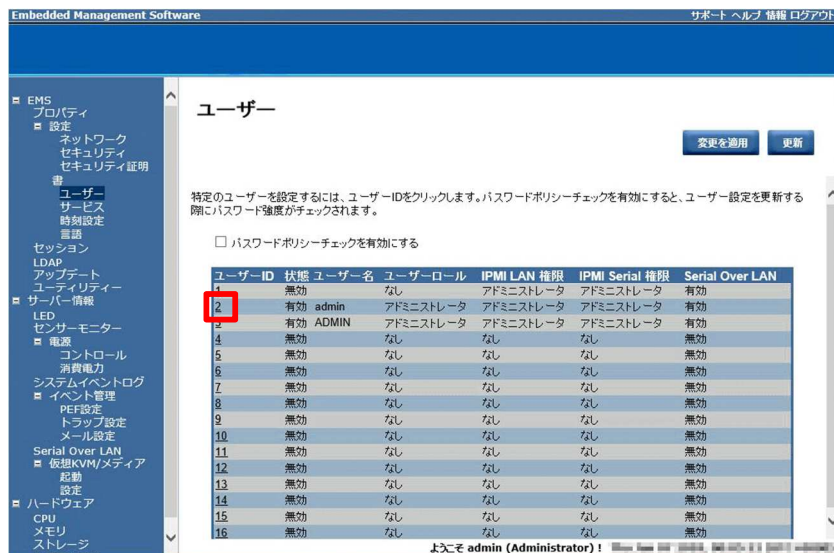 Embedded Management Software
サポート ヘルプ 情報 ログアウト
EMS
プロパティ
設定
ネットワーク
セキュリティ
セキュリティ証明
書
ユーザー
サービス
時刻設定
言語
セッション
LDAP
アップデート
ユーティリティー
サーバー情報
LED
センサーモニター
電源
コントロール
消費電力
システムイベントログ
イベント管理
PEF設定
トラップ設定
メール設定
Serial Over LAN
仮想KVM/メディア
起動
設定
ハードウェア
CPU
メモリ
ストレージ
ユーザー
変更を適用 更新
特定のユーザーを設定するには、ユーザーIDをクリックします。パスワードポリシーチェックを有効にすると、ユーザー設定を更新する
際にパスワード強度がチェックされます。
パスワードポリシーチェックを有効にする
ユーザーID 状態 ユーザー名 ユーザーロール IPMI LAN 権限 IPMI Serial 権限 Serial Over LAN
1 無効 なし アドミニストレータ アドミニストレータ 有効
2 有効 admin アドミニストレータ アドミニストレータ アドミニストレータ 有効
3 有効 ADMIN アドミニストレータ アドミニストレータ アドミニストレータ 有効
4 無効 なし なし なし 無効
5 無効 なし なし なし 無効
6 無効 なし なし なし 無効
7 無効 なし なし なし 無効
8 無効 なし なし なし 無効
9 無効 なし なし なし 無効
10 無効 なし なし なし 無効
11 無効 なし なし なし 無効
12 無効 なし なし なし 無効
13 無効 なし なし なし 無効
14 無効 なし なし なし 無効
15 無効 なし なし なし 無効
16 無効 なし なし なし 無効
ようこそ admin (Administrator) !